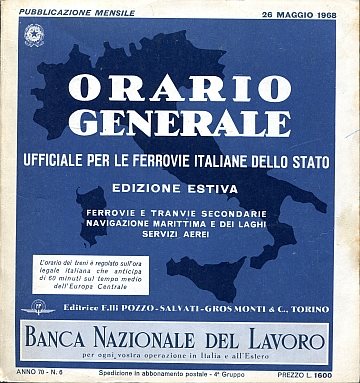 PUBBLICAZIONE MENSILE
26 MAGGIO 1968
ORARIO
GENERALE
UFFICIALE PER LE FERROVIE ITALIANE DELLO STATO
EDIZIONE ESTIVA
FERROVIE E TRANVIE SECONDARIE
NAVIGAZIONE MARITTIMA E DEI LAGHI
SERVIZI AEREI
L'orario dei treni è regolato sull'ora
legale italiana che anticipa
di 60 minuti sul tempo medio
dell'Europa Centrale
Editrice F.lli POZZO - SALVATI - GROS MONTI & C., TORINO
BANCA NAZIONALE DEL LAVORO
per ogni vostra operazione in Italia e all'Estero
ANNO 70 - N. 6
Spedizione in abbonamento postale - 4° Gruppo
PREZZO L. 1600